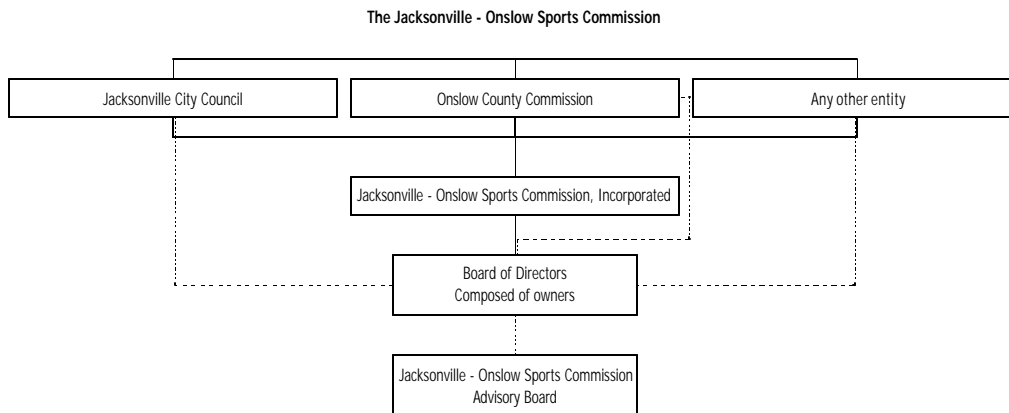 The Jacksonville - Onslow Sports Commission
Jacksonville City Council
Onslow County Commission
Any other entity
Jacksonville - Onslow Sports Commission, Incorporated
Board of Directors
Composed of owners
Jacksonville - Onslow Sports Commission
Advisory Board